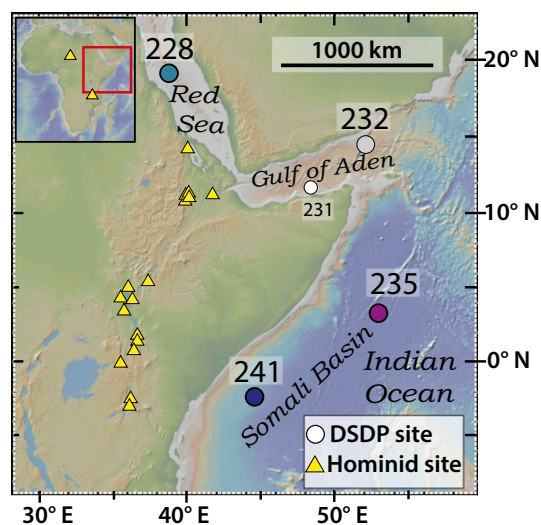 228
1000 km
20° N
Red
Sea
232
Gulf of Aden
231
10° N
235
Somali Basin
Indian
Ocean
241
0° N
DSDP site
Hominid site
30° E
40° E
50° E